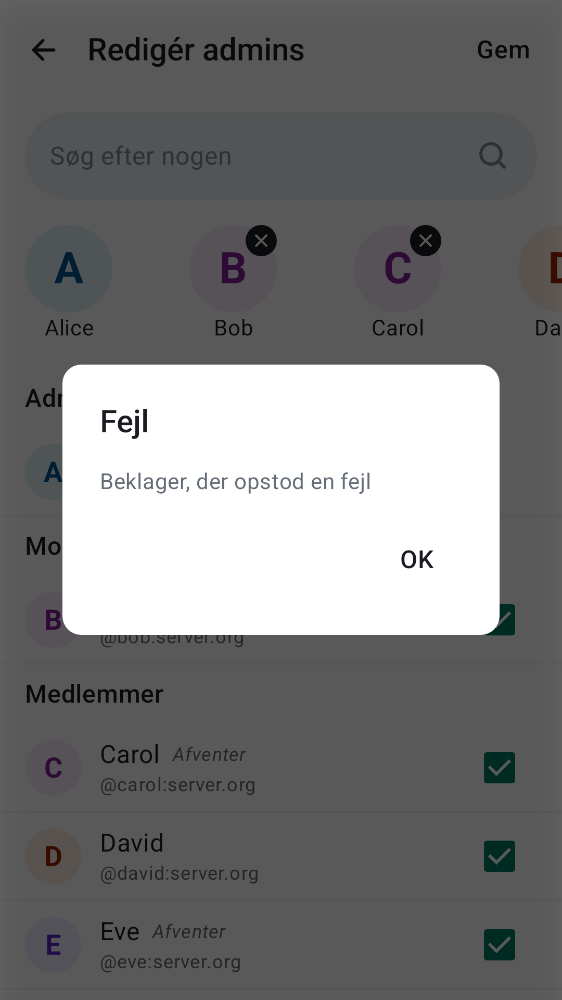 Redigér admins
Gem
Søg efter nogen
A
B
C
D
Alice
Bob
Carol
Da
Adr
A
Fejl
Beklager, der opstod en fejl
OK
Mo
B
@bob:server.org
Medlemmer
C
Carol Afventer
@carol:server.org
D
David
@david:server.org
E
Eve Afventer
@eve:server.org